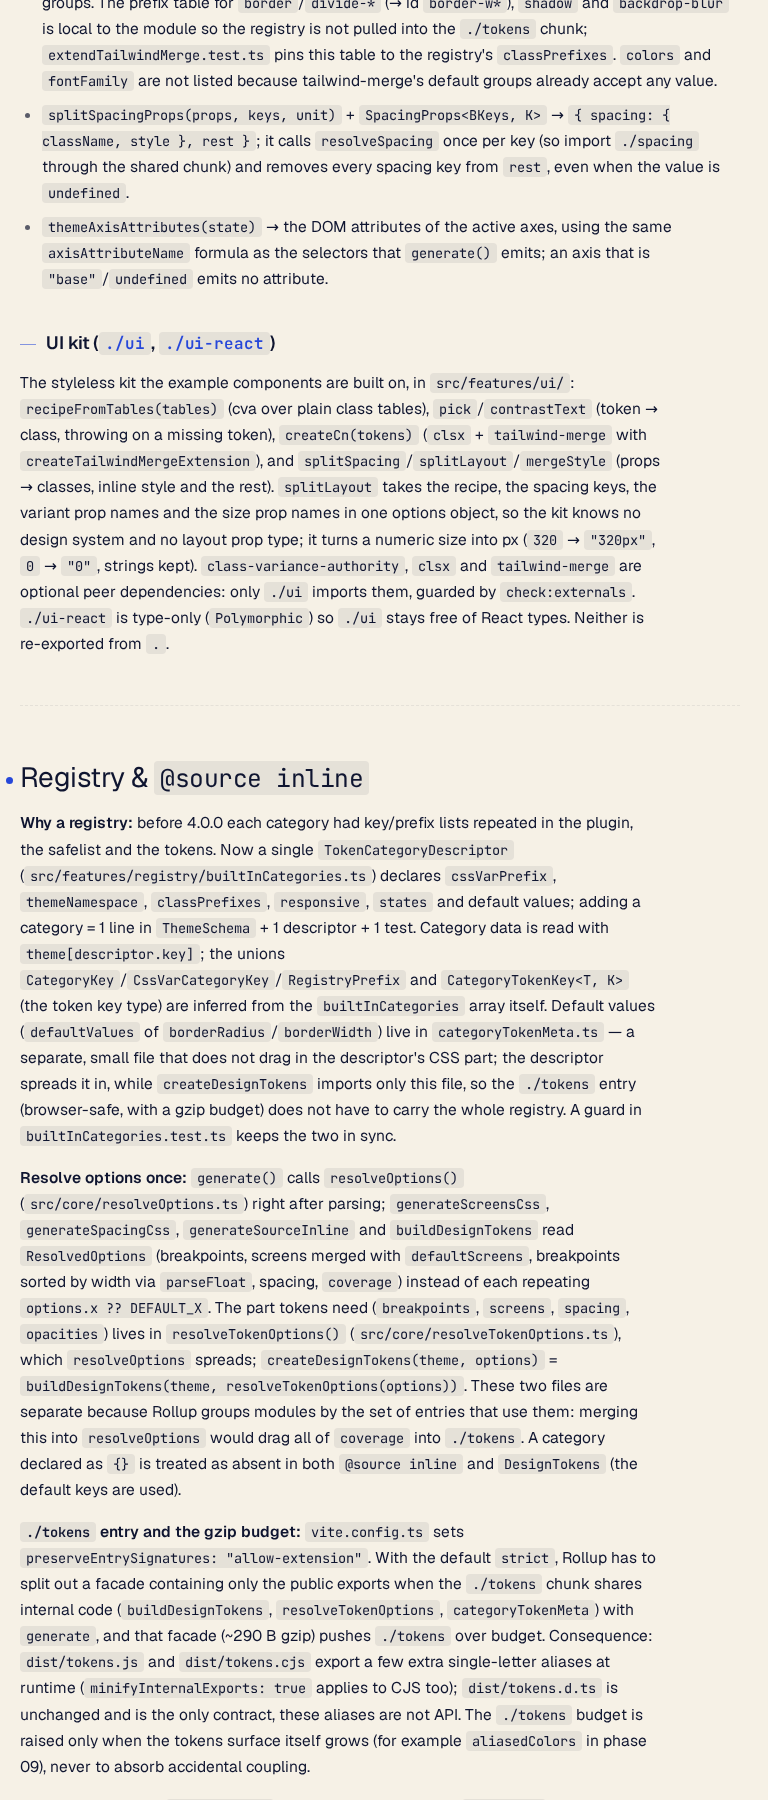 groups. The prefix table for border / divide-* (→ id border-w* ), shadow and backdrop-blur
is local to the module so the registry is not pulled into the ./tokens chunk;
extendTailwindMerge.test.ts pins this table to the registry's classPrefixes . colors and
fontFamily are not listed because tailwind-merge's default groups already accept any value.
• splitSpacingProps(props, keys, unit) + SpacingProps<BKeys, K> → { spacing: {
className, style }, rest } ; it calls resolveSpacing once per key (so import ./spacing
through the shared chunk) and removes every spacing key from rest , even when the value is
undefined .
• themeAxisAttributes(state) → the DOM attributes of the active axes, using the same
axisAttributeName formula as the selectors that generate() emits; an axis that is
"base" / undefined emits no attribute.
— UI kit ( ./ui , ./ui-react )
The styleless kit the example components are built on, in src/features/ui/ :
recipeFromTables(tables) (cva over plain class tables), pick / contrastText (token →
class, throwing on a missing token), createCn(tokens) ( clsx + tailwind-merge with
createTailwindMergeExtension ), and splitSpacing / splitLayout / mergeStyle (props
→ classes, inline style and the rest). splitLayout takes the recipe, the spacing keys, the
variant prop names and the size prop names in one options object, so the kit knows no
design system and no layout prop type; it turns a numeric size into px ( 320 → "320px" ,
0 → "0" , strings kept). class-variance-authority , clsx and tailwind-merge are
optional peer dependencies: only ./ui imports them, guarded by check:externals .
./ui-react is type-only ( Polymorphic ) so ./ui stays free of React types. Neither is
re-exported from . .
Registry & @source inline
Why a registry: before 4.0.0 each category had key/prefix lists repeated in the plugin,
the safelist and the tokens. Now a single TokenCategoryDescriptor
( src/features/registry/builtInCategories.ts ) declares cssVarPrefix ,
themeNamespace , classPrefixes , responsive , states and default values; adding a
category = 1 line in ThemeSchema + 1 descriptor + 1 test. Category data is read with
theme[descriptor.key] ; the unions
CategoryKey / CssVarCategoryKey / RegistryPrefix and CategoryTokenKey<T, K>
(the token key type) are inferred from the builtInCategories array itself. Default values
( defaultValues of borderRadius / borderWidth ) live in categoryTokenMeta.ts — a
separate, small file that does not drag in the descriptor's CSS part; the descriptor
spreads it in, while createDesignTokens imports only this file, so the ./tokens entry
(browser-safe, with a gzip budget) does not have to carry the whole registry. A guard in
builtInCategories.test.ts keeps the two in sync.
Resolve options once: generate() calls resolveOptions()
( src/core/resolveOptions.ts ) right after parsing; generateScreensCss ,
generateSpacingCss , generateSourceInline and buildDesignTokens read
ResolvedOptions (breakpoints, screens merged with defaultScreens , breakpoints
sorted by width via parseFloat , spacing, coverage ) instead of each repeating
options.x ?? DEFAULT_X . The part tokens need ( breakpoints , screens , spacing ,
opacities ) lives in resolveTokenOptions() ( src/core/resolveTokenOptions.ts ),
which resolveOptions spreads; createDesignTokens(theme, options) =
buildDesignTokens(theme, resolveTokenOptions(options)) . These two files are
separate because Rollup groups modules by the set of entries that use them: merging
this into resolveOptions would drag all of coverage into ./tokens . A category
declared as {} is treated as absent in both @source inline and DesignTokens (the
default keys are used).
./tokens entry and the gzip budget: vite.config.ts sets
preserveEntrySignatures: "allow-extension" . With the default strict , Rollup has to
split out a facade containing only the public exports when the ./tokens chunk shares
internal code ( buildDesignTokens , resolveTokenOptions , categoryTokenMeta ) with
generate , and that facade (~290 B gzip) pushes ./tokens over budget. Consequence:
dist/tokens.js and dist/tokens.cjs export a few extra single-letter aliases at
runtime ( minifyInternalExports: true applies to CJS too); dist/tokens.d.ts is
unchanged and is the only contract, these aliases are not API. The ./tokens budget is
raised only when the tokens surface itself grows (for example aliasedColors in phase
09), never to absorb accidental coupling.